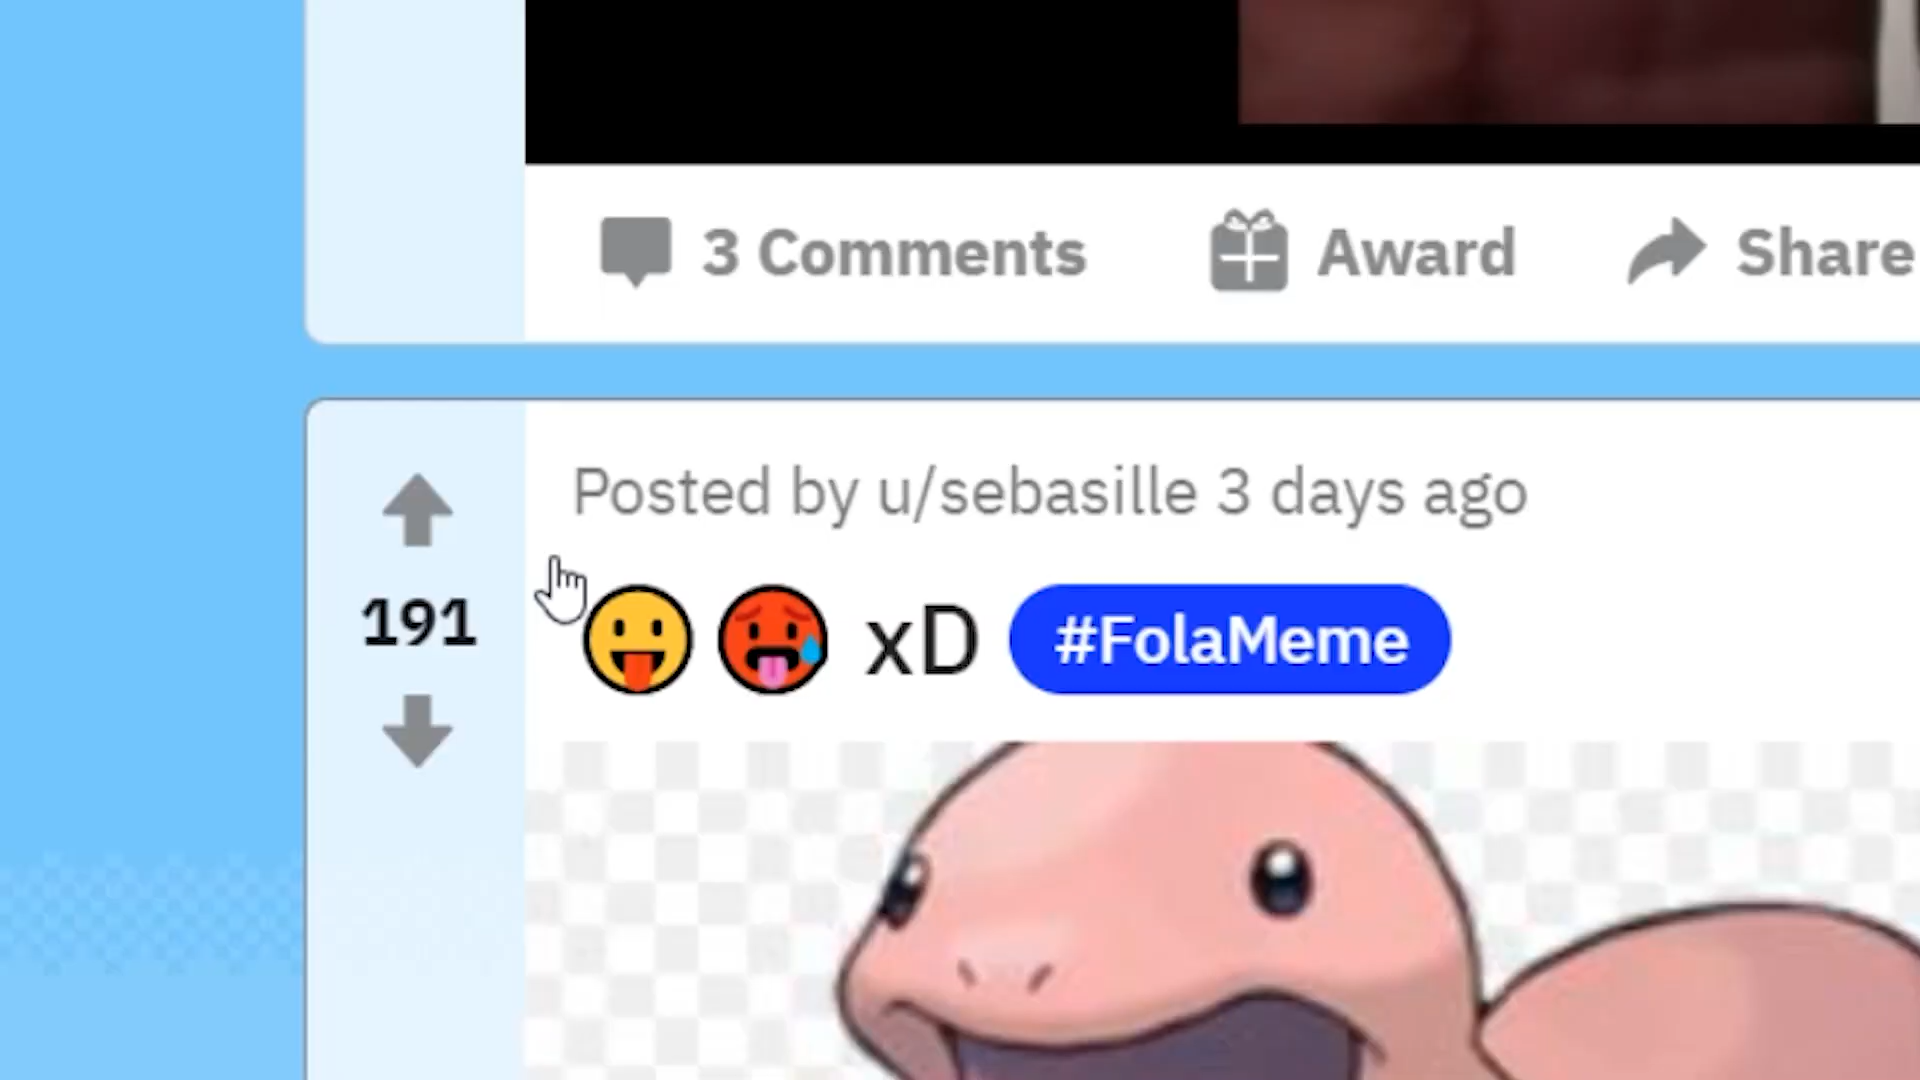 3 Comments Award Share
Posted by u/sebasille 3 days ago
191
😛 🥵 xD #FolaMeme